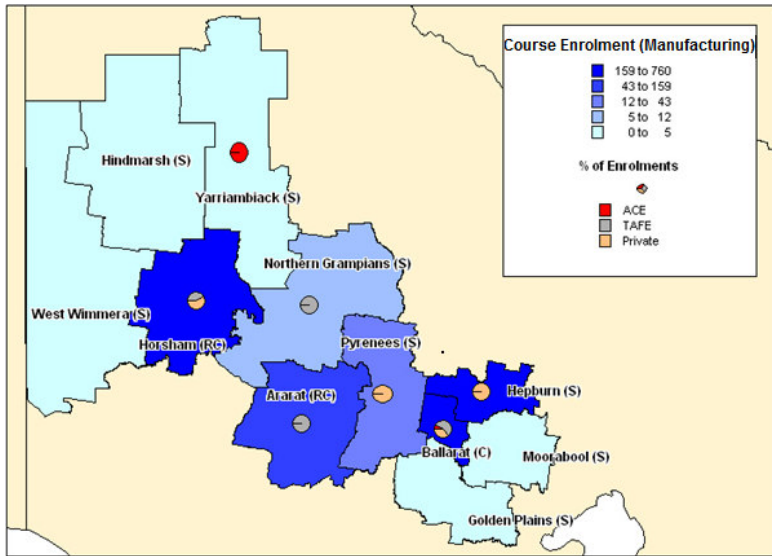 Course Enrolment (Manufacturing)
159 to 760
43 to 159
12 to 43
5 to 12
0 to 5
% of Enrolments
ACE
TAFE
Private
Hindmarsh (S)
Yarriambiack (S)
Northern Grampians (S)
West Wimmera (S)
Horsham (RC)
Pyrenees (S)
Ararat (RC)
Hepburn (S)
Ballarat (C)
Moorabool (S)
Golden Plains (S)